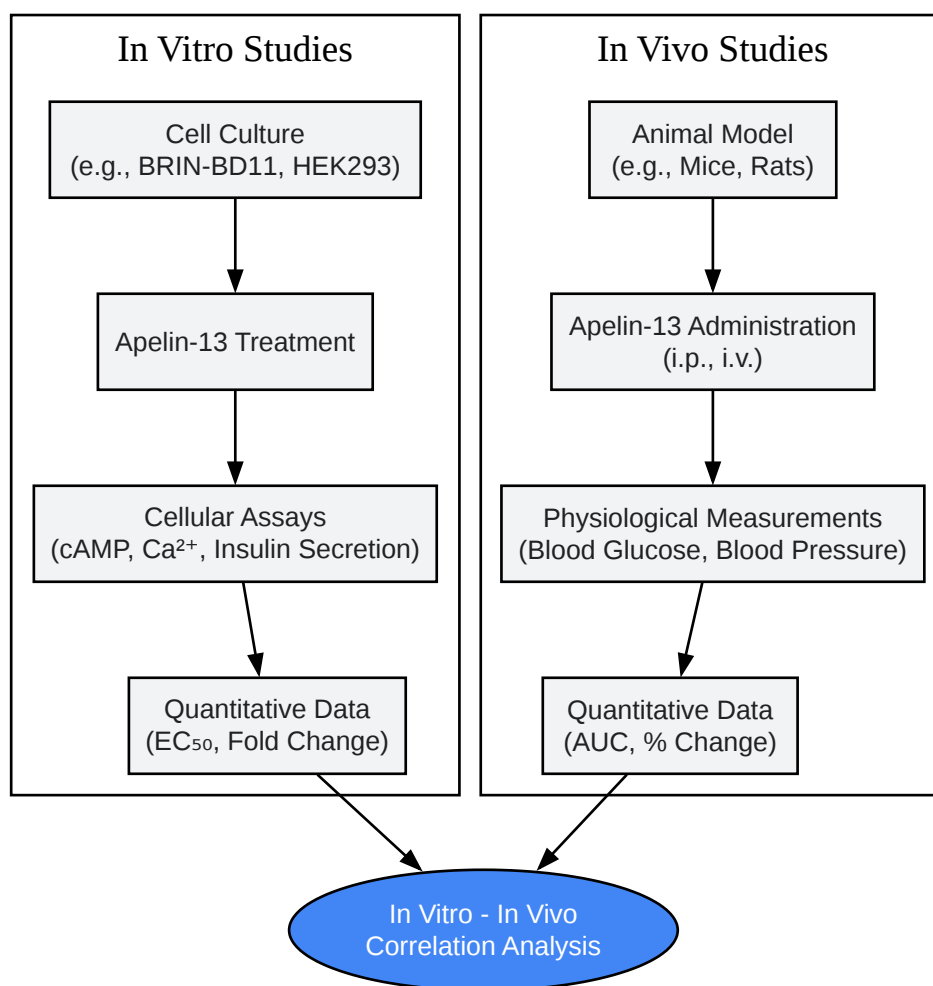 In Vitro Studies
Cell Culture
(e.g., BRIN-BD11, HEK293)
Apelin-13 Treatment
Cellular Assays
(cAMP, Ca²⁺, Insulin Secretion)
Quantitative Data
(EC₅₀, Fold Change)
In Vivo Studies
Animal Model
(e.g., Mice, Rats)
Apelin-13 Administration
(i.p., i.v.)
Physiological Measurements
(Blood Glucose, Blood Pressure)
Quantitative Data
(AUC, % Change)
In Vitro - In Vivo
Correlation Analysis